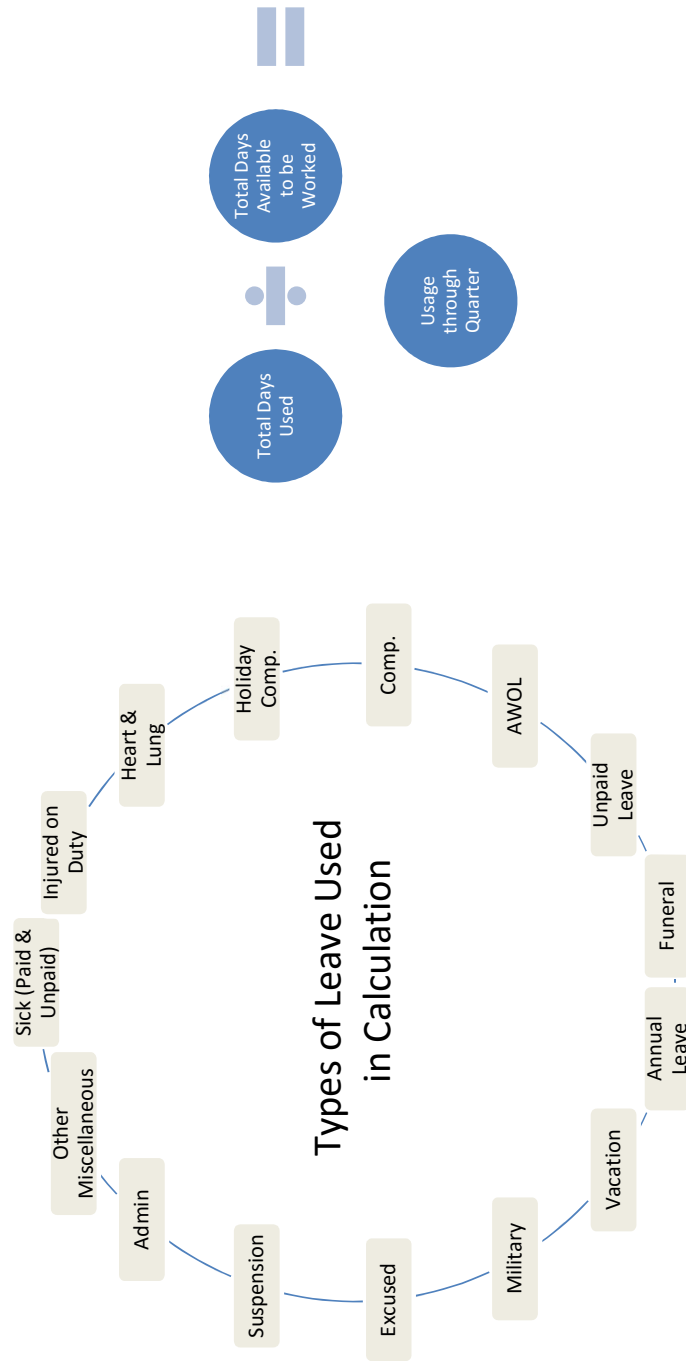 Types of Leave Used
in Calculation
Sick (Paid &
Unpaid)
Injured on
Duty
Heart &
Lung
Holiday
Comp.
Comp.
AWOL
Unpaid
Leave
Funeral
Annual
Leave
Vacation
Military
Excused
Suspension
Admin
Other
Miscellaneous
Total Days
Used
÷
Total Days
Available
to be
Worked
=
Usage
through
Quarter